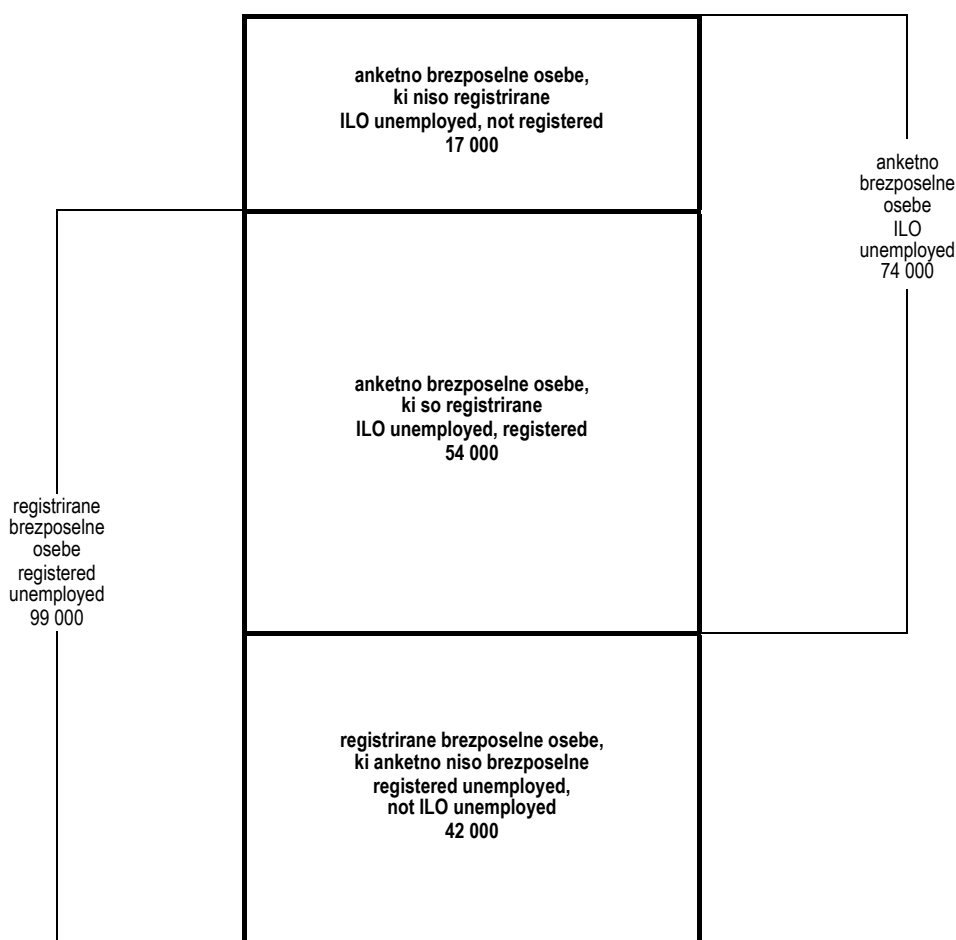 anketno brezposelne osebe,
ki niso registrirane
ILO unemployed, not registered
17 000
anketno
brezposelne
osebe
ILO
unemployed
74 000
anketno brezposelne osebe,
ki so registrirane
ILO unemployed, registered
54 000
registrirane
brezposelne
osebe
registered
unemployed
99 000
registrirane brezposelne osebe,
ki anketno niso brezposelne
registered unemployed,
not ILO unemployed
42 000